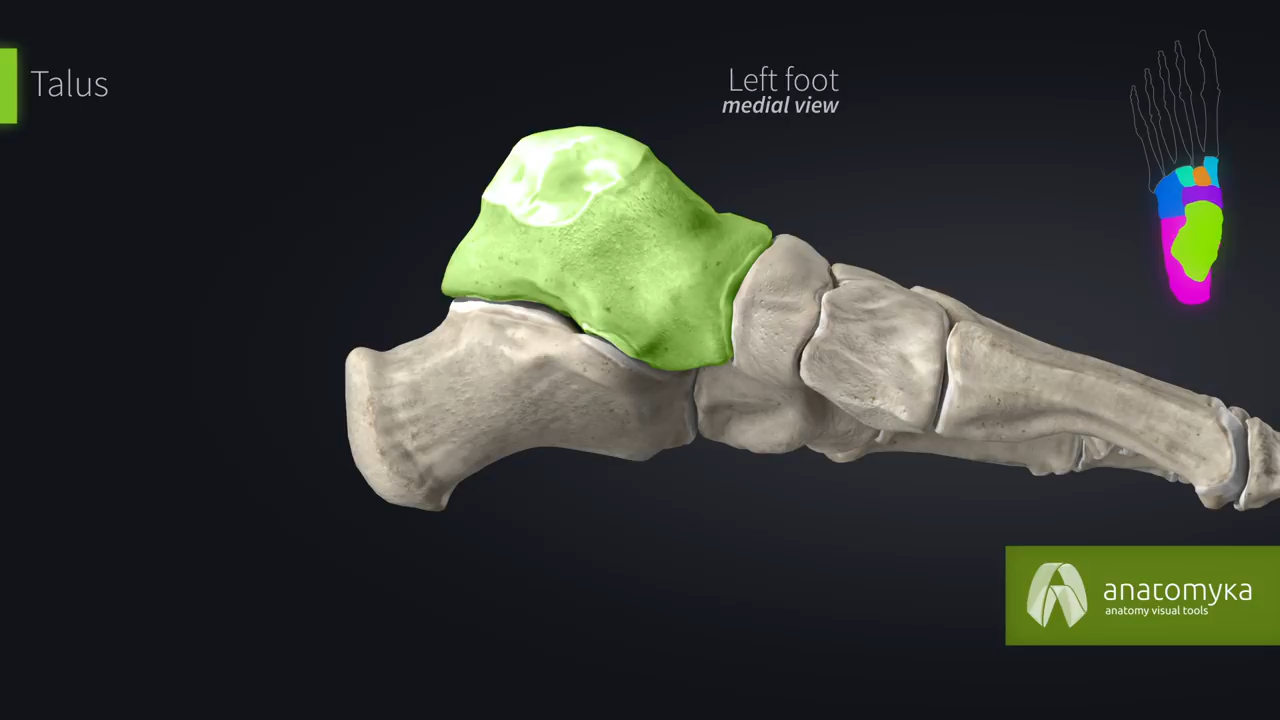 Talus
Left foot
medial view
anatomyka
anatomy visual tools